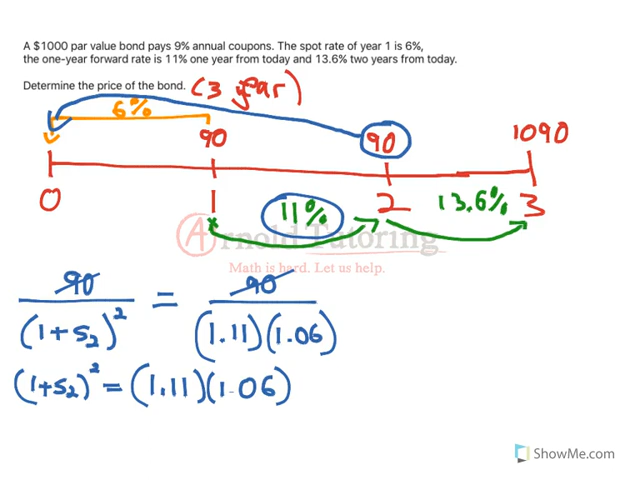 A $1000 par value bond pays 9% annual coupons. The spot rate of year 1 is 6%,
the one-year forward rate is 11% one year from today and 13.6% two years from today.
Determine the price of the bond. (3 year)
6%
90 90 1090
0 1 2 3
11% 13.6%
Arnold Tutoring
Math is hard. Let us help.
90 / (1+S₂)² = 90 / (1.11)(1.06)
(1+S₂)² = (1.11)(1.06)
ShowMe.com